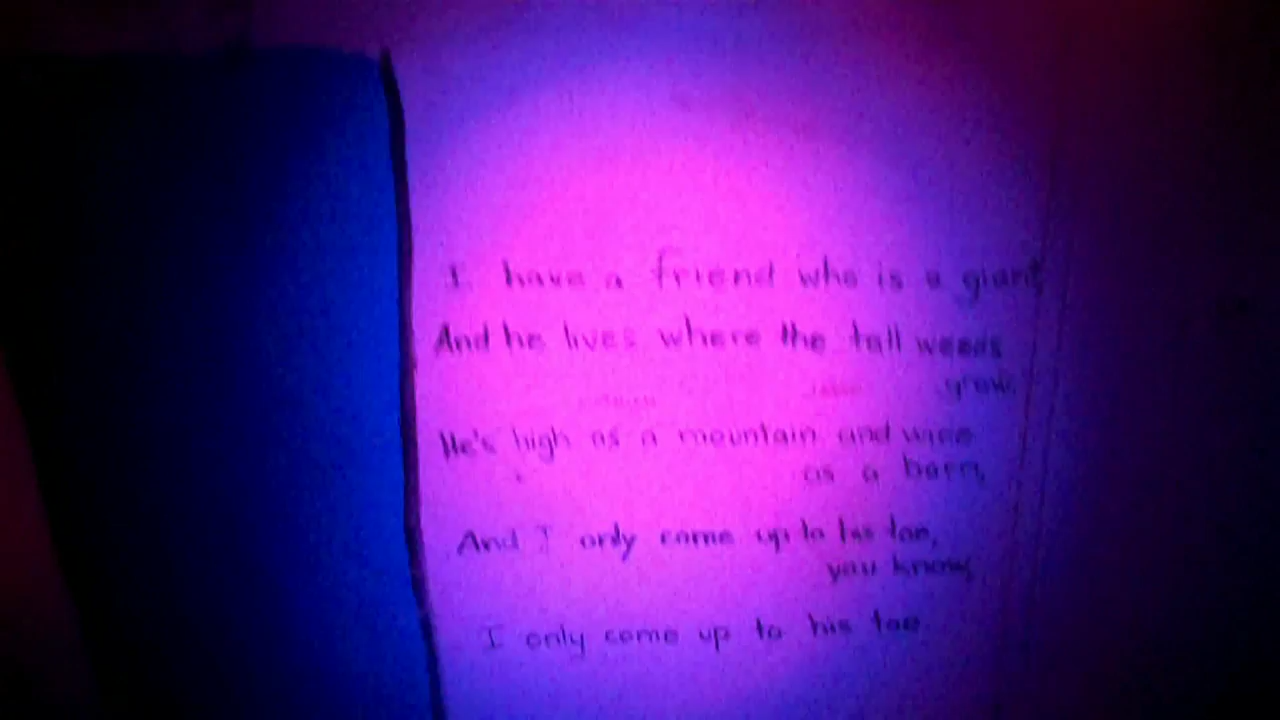 I have a friend who is a giant,
And he lives where the tall weeds
grow.
He's high as a mountain and wide
as a barn,
And I only come up to his toe,
you know,
I only come up to his toe.